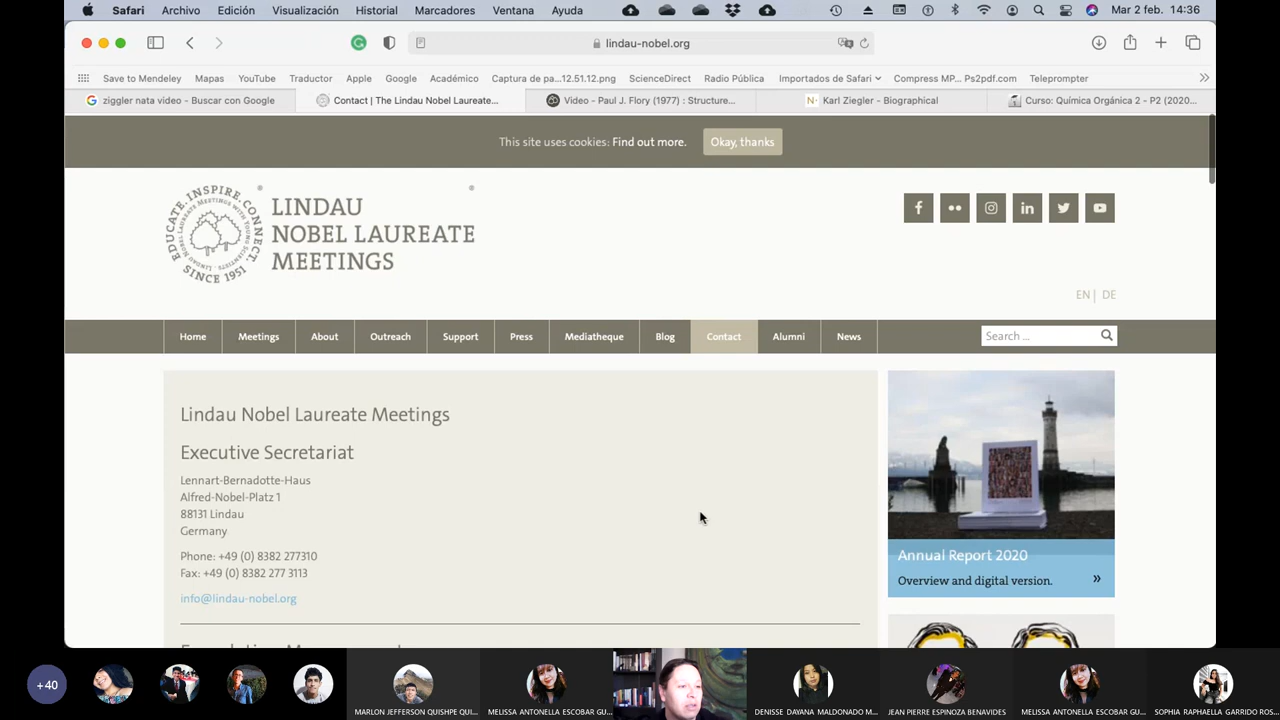 Safari Archivo Edición Visualización Historial Marcadores Ventana Ayuda Mar 2 feb. 14:36
lindau-nobel.org
Save to Mendeley Mapas YouTube Traductor Apple Google Académico Captura de pa...12.51.12.png ScienceDirect Radio Pública Importados de Safari Compress MP... Ps2pdf.com Teleprompter
ziggler nata video - Buscar con Google Contact | The Lindau Nobel Laureate... Video - Paul J. Flory (1977) : Structure... Karl Ziegler - Biographical Curso: Química Orgánica 2 - P2 (2020...
This site uses cookies: Find out more. Okay, thanks
EDUCATE. INSPIRE. CONNECT.
NOBEL LAUREATE MEETINGS WITH YOUNG SCIENTISTS
SINCE 1951
LINDAU
NOBEL LAUREATE
MEETINGS
EN | DE
Home Meetings About Outreach Support Press Mediatheque Blog Contact Alumni News Search ...
Lindau Nobel Laureate Meetings
Executive Secretariat
Lennart-Bernadotte-Haus
Alfred-Nobel-Platz 1
88131 Lindau
Germany
Phone: +49 (0) 8382 277310
Fax: +49 (0) 8382 277 3113
info@lindau-nobel.org
Annual Report 2020
Overview and digital version. »
+40
MARLON JEFFERSON QUISHPE QUI... MELISSA ANTONELLA ESCOBAR GU... DENISSE DAYANA MALDONADO M... JEAN PIERRE ESPINOZA BENAVIDES MELISSA ANTONELLA ESCOBAR GU... SOPHIA RAPHAELLA GARRIDO ROS...